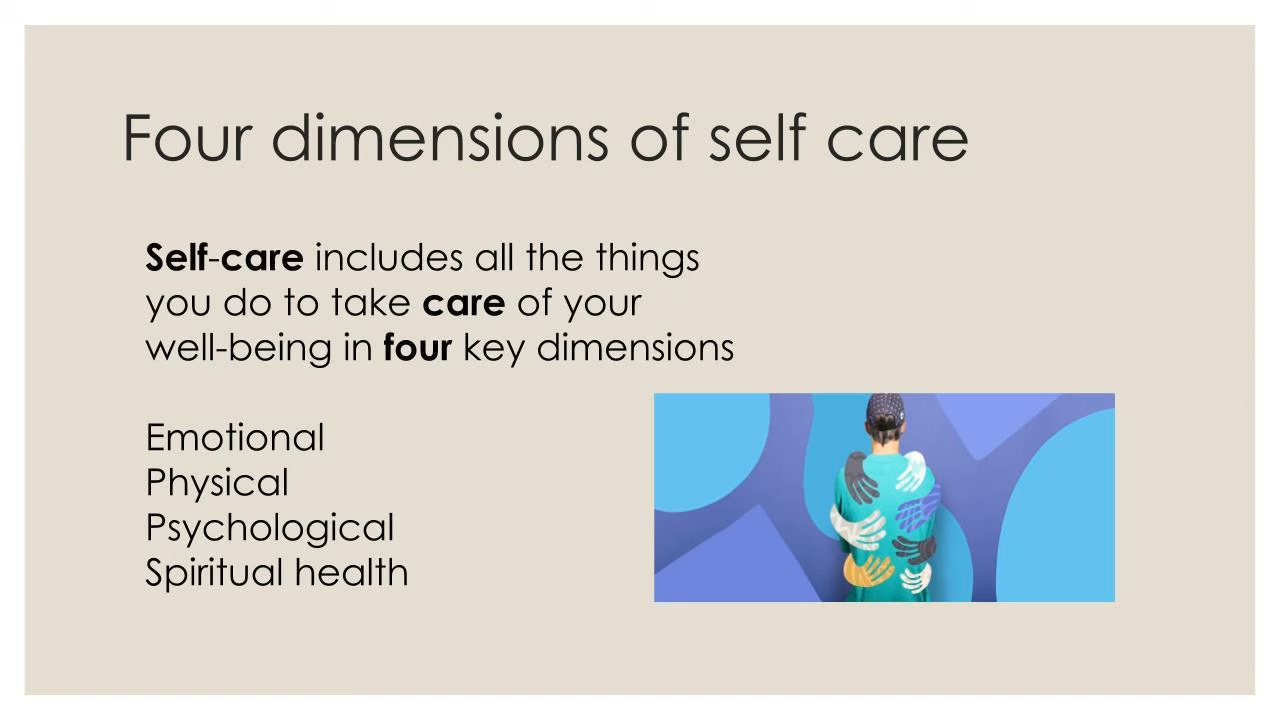 Four dimensions of self care
Self-care includes all the things
you do to take care of your
well-being in four key dimensions
Emotional
Physical
Psychological
Spiritual health